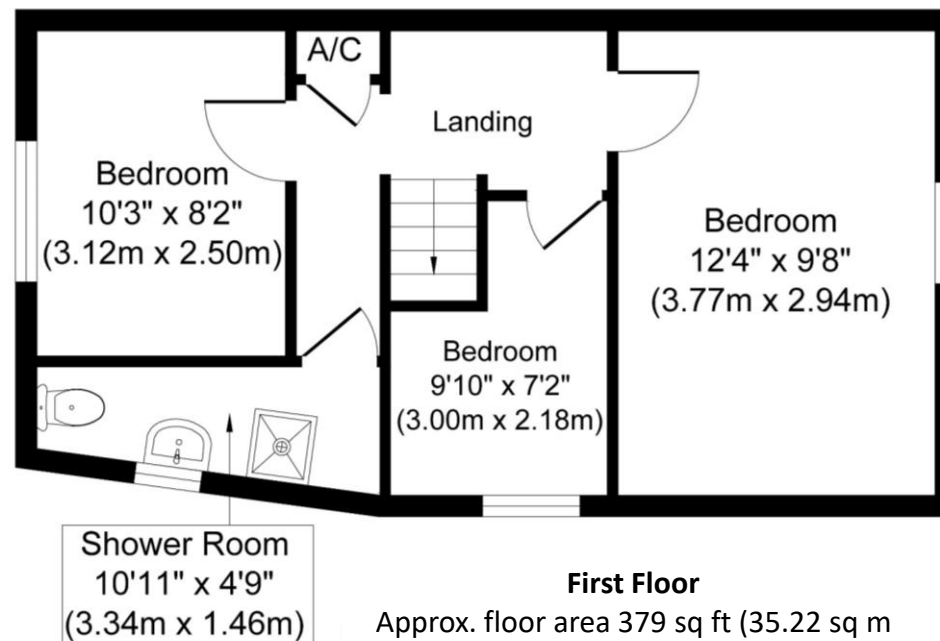 A/C
Landing
Bedroom
10'3" x 8'2"
(3.12m x 2.50m)
Bedroom
12'4" x 9'8"
(3.77m x 2.94m)
Bedroom
9'10" x 7'2"
(3.00m x 2.18m)
Shower Room
10'11" x 4'9"
(3.34m x 1.46m)
First Floor
Approx. floor area 379 sq ft (35.22 sq m